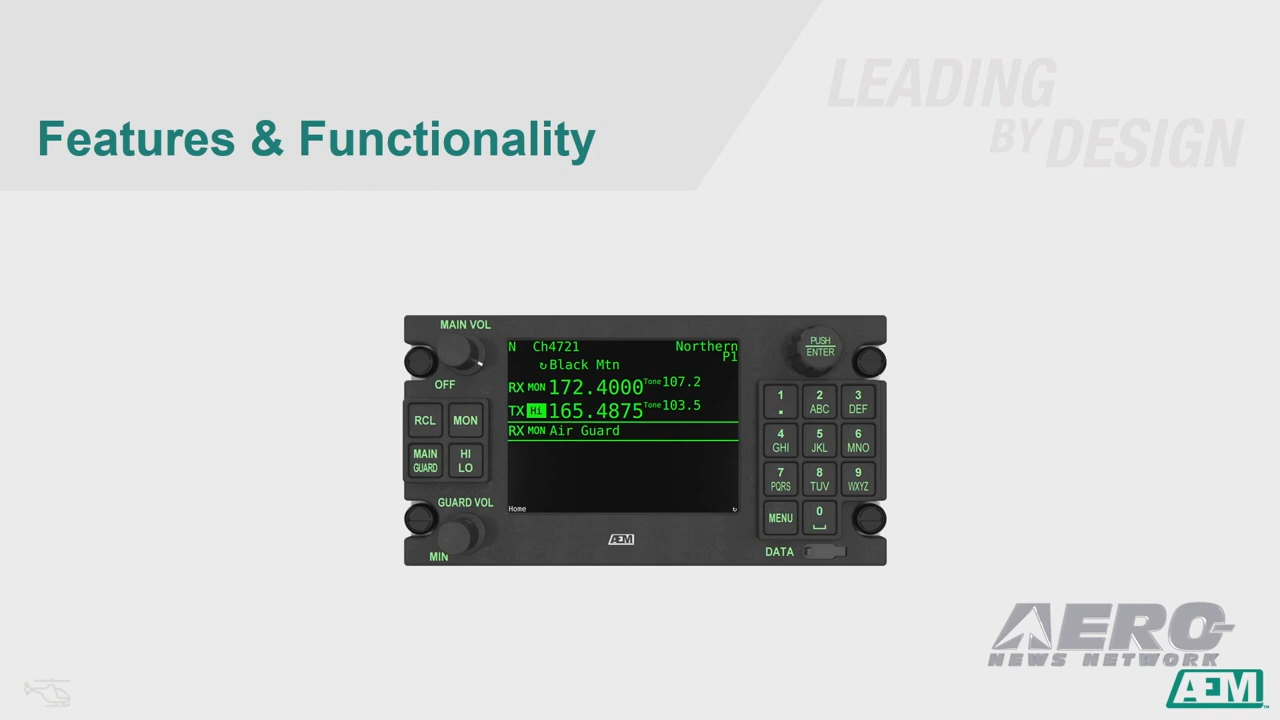 LEADING
BY DESIGN
Features & Functionality
MAIN VOL
OFF
RCL
MON
MAIN
GUARD
HI
LO
GUARD VOL
MIN
N Ch4721 Northern
P1
↻Black Mtn
RX MON 172.4000 Tone 107.2
TX Hi 165.4875 Tone 103.5
RX MON Air Guard
Home ↻
AEM
PUSH
ENTER
1
.
2
ABC
3
DEF
4
GHI
5
JKL
6
MNO
7
PQRS
8
TUV
9
WXYZ
MENU
0
DATA
AERO-
NEWS NETWORK
AEM™